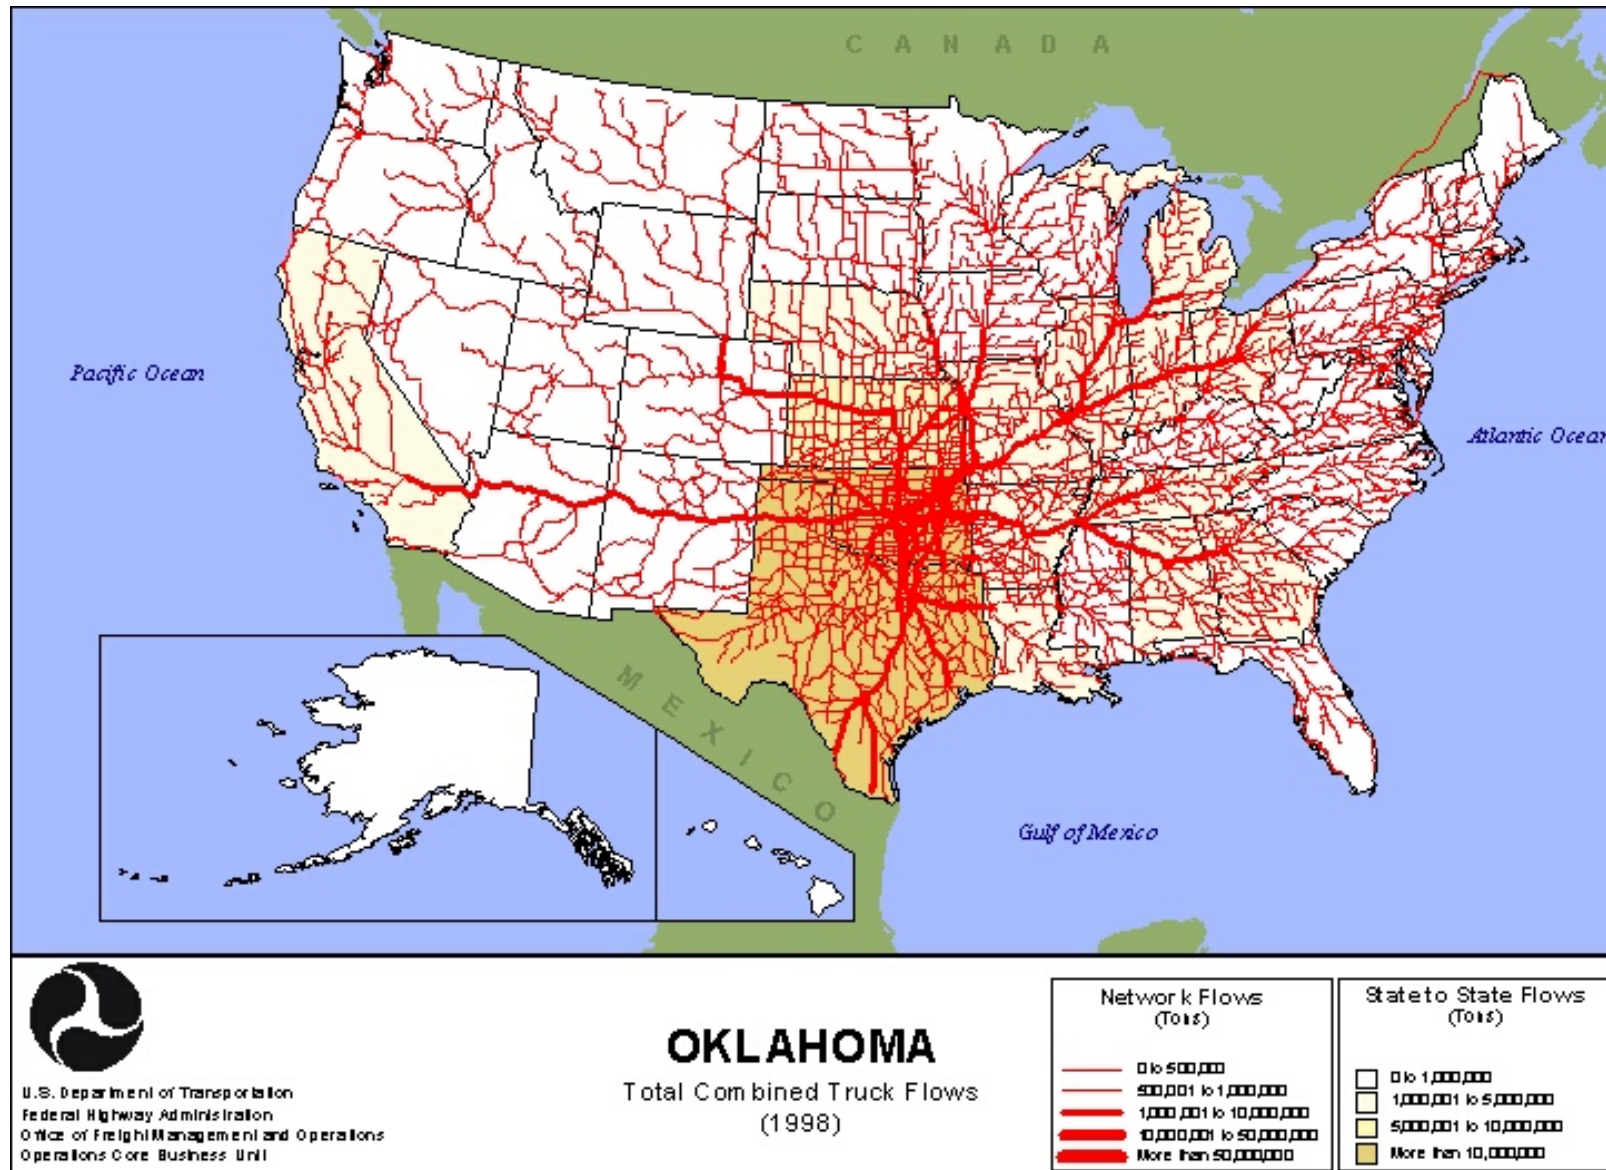 C A N A D A
Pacific Ocean
Atlantic Ocean
M E X I C O
Gulf of Mexico
U.S. Department of Transportation
Federal Highway Administration
Office of Freight Management and Operations
Operations Core Business Unit
OKLAHOMA
Total Combined Truck Flows
(1998)
Network Flows
(Tons)
0 to 500,000
500,001 to 1,000,000
1,000,001 to 10,000,000
10,000,001 to 50,000,000
More than 50,000,000
State to State Flows
(Tons)
0 to 1,000,000
1,000,001 to 5,000,000
5,000,001 to 10,000,000
More than 10,000,000